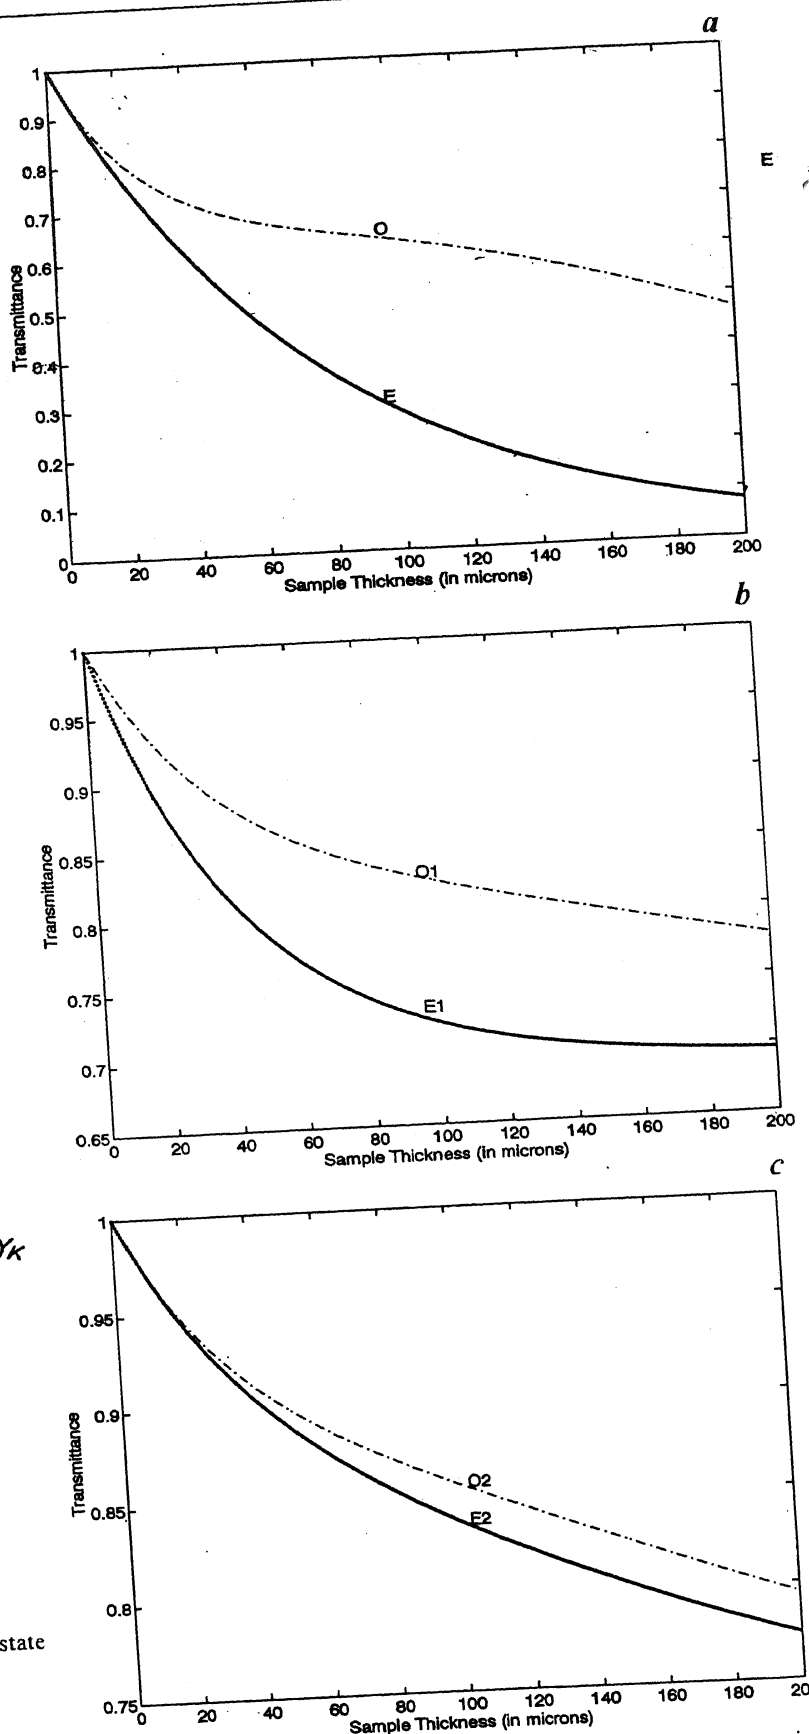 a
1
0.9
0.8
E
0.7
O
0.6
Transmittance
0.5
0.4
E
0.3
0.2
0.1
0
0 20 40 60 80 100 120 140 160 180 200
Sample Thickness (in microns)
b
1
0.95
0.9
0.85
O1
Transmittance
0.8
0.75
E1
0.7
0.65
0 20 40 60 80 100 120 140 160 180 200
Sample Thickness (in microns)
c
1
0.95
0.9
Transmittance
O2
0.85
E2
0.8
state
0.75
0 20 40 60 80 100 120 140 160 180 20
Sample Thickness (in microns)